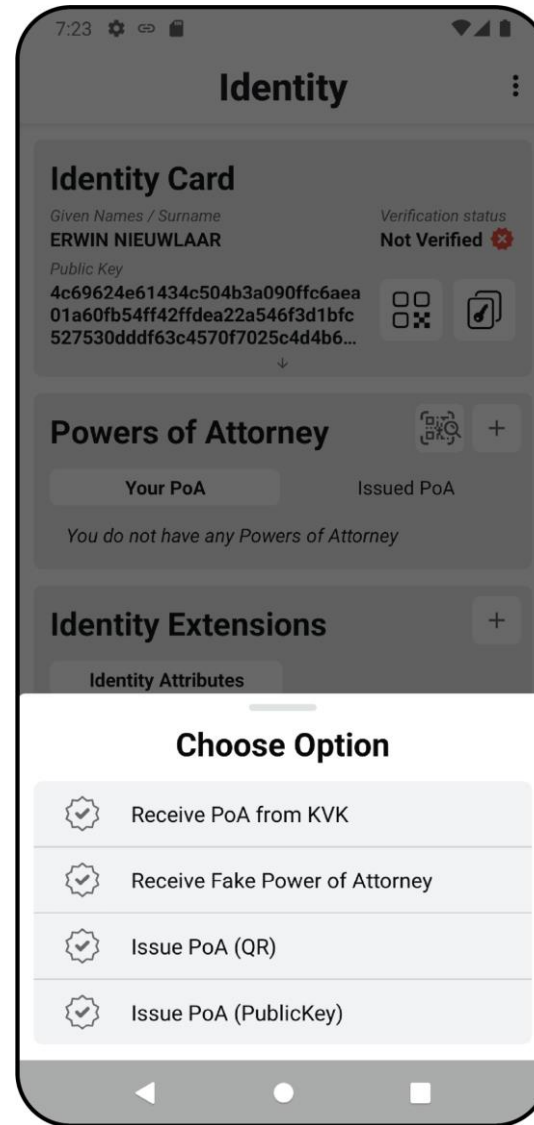 7:23
Identity
Identity Card
Given Names / Surname
Verification status
ERWIN NIEUWLAAR
Not Verified
Public Key
4c69624e61434c504b3a090ffc6aea
01a60fb54ff42ffdea22a546f3d1bfc
527530dddf63c4570f7025c4d4b6...
Powers of Attorney
Your PoA
Issued PoA
You do not have any Powers of Attorney
Identity Extensions
Identity Attributes
Choose Option
Receive PoA from KVK
Receive Fake Power of Attorney
Issue PoA (QR)
Issue PoA (PublicKey)